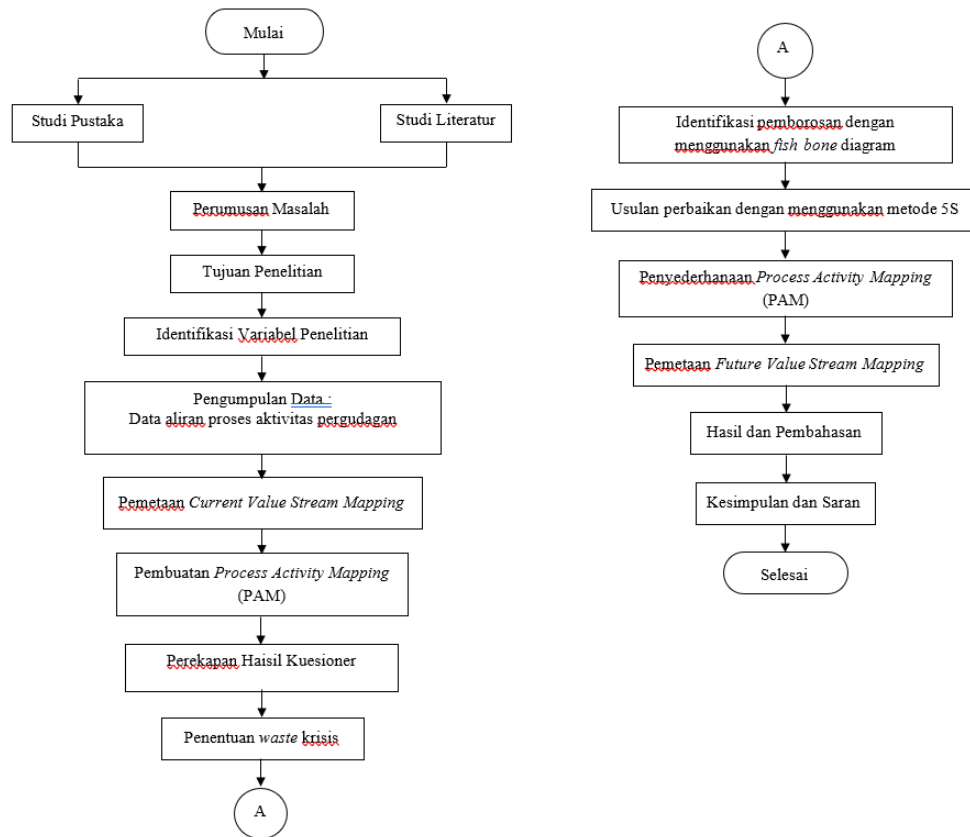 Mulai
Studi Pustaka
Studi Literatur
Perumusan Masalah
Tujuan Penelitian
Identifikasi Variabel Penelitian
Pengumpulan Data :
Data aliran proses aktivitas pergudagan
Pemetaan Current Value Stream Mapping
Pembuatan Process Activity Mapping
(PAM)
Perekapan Haisil Kuesioner
Penentuan waste krisis
A
A
Identifikasi pemborosan dengan
menggunakan fish bone diagram
Usulan perbaikan dengan menggunakan metode 5S
Penyederhanaan Process Activity Mapping
(PAM)
Pemetaan Future Value Stream Mapping
Hasil dan Pembahasan
Kesimpulan dan Saran
Selesai